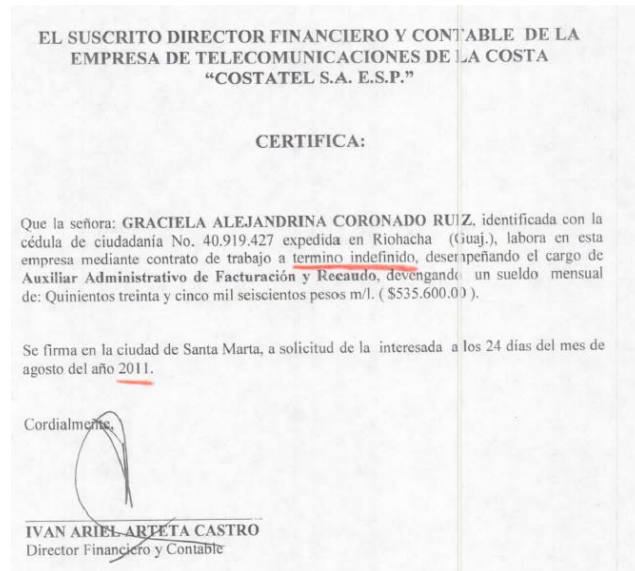 EL SUSCRITO DIRECTOR FINANCIERO Y CONTABLE DE LA
EMPRESA DE TELECOMUNICACIONES DE LA COSTA
“COSTATEL S.A. E.S.P.”
CERTIFICA:
Que la señora: GRACIELA ALEJANDRINA CORONADO RUIZ, identificada con la
cédula de ciudadanía No. 40.919.427 expedida en Riohacha (Guaj.), labora en esta
empresa mediante contrato de trabajo a termino indefinido, desempeñando el cargo de
Auxiliar Administrativo de Facturación y Recaudo, devengando un sueldo mensual
de: Quinientos treinta y cinco mil seiscientos pesos m/l. ( $535.600.00 ).
Se firma en la ciudad de Santa Marta, a solicitud de la interesada a los 24 días del mes de
agosto del año 2011.
Cordialmente,
IVAN ARIEL ARTETA CASTRO
Director Financiero y Contable